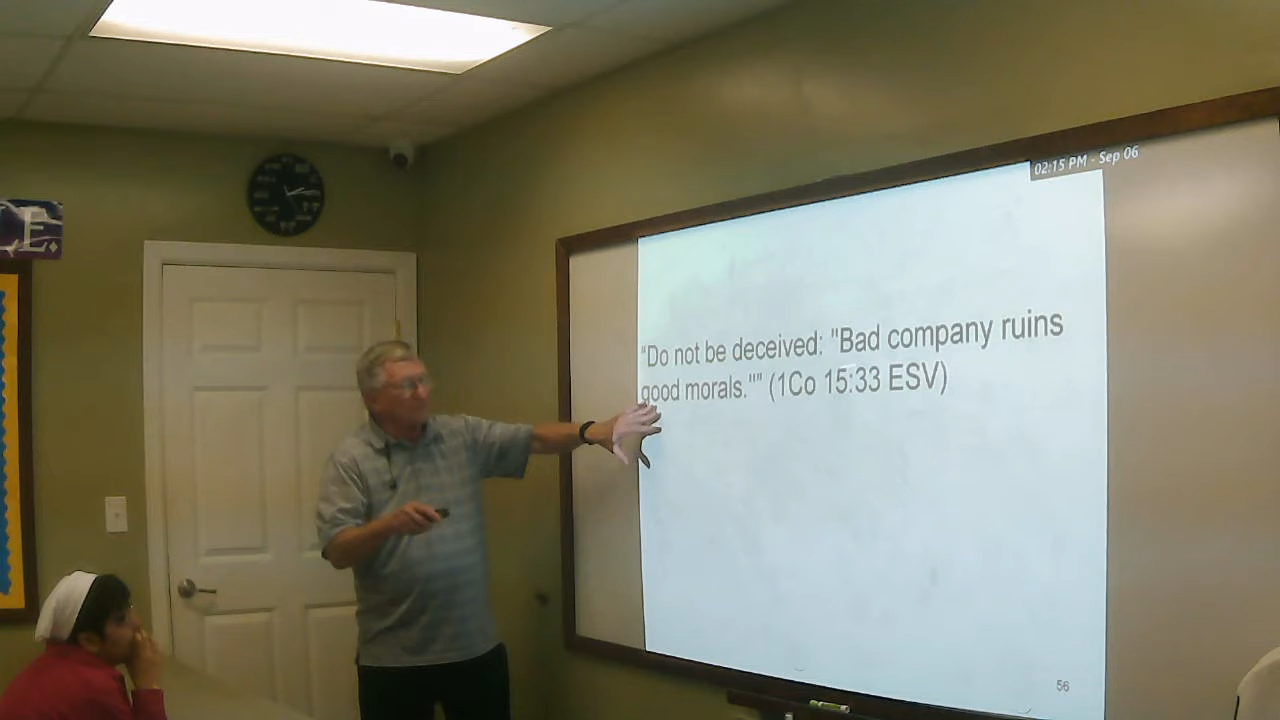 E.
02:15 PM - Sep 06
"Do not be deceived: "Bad company ruins
good morals."" (1Co 15:33 ESV)
56